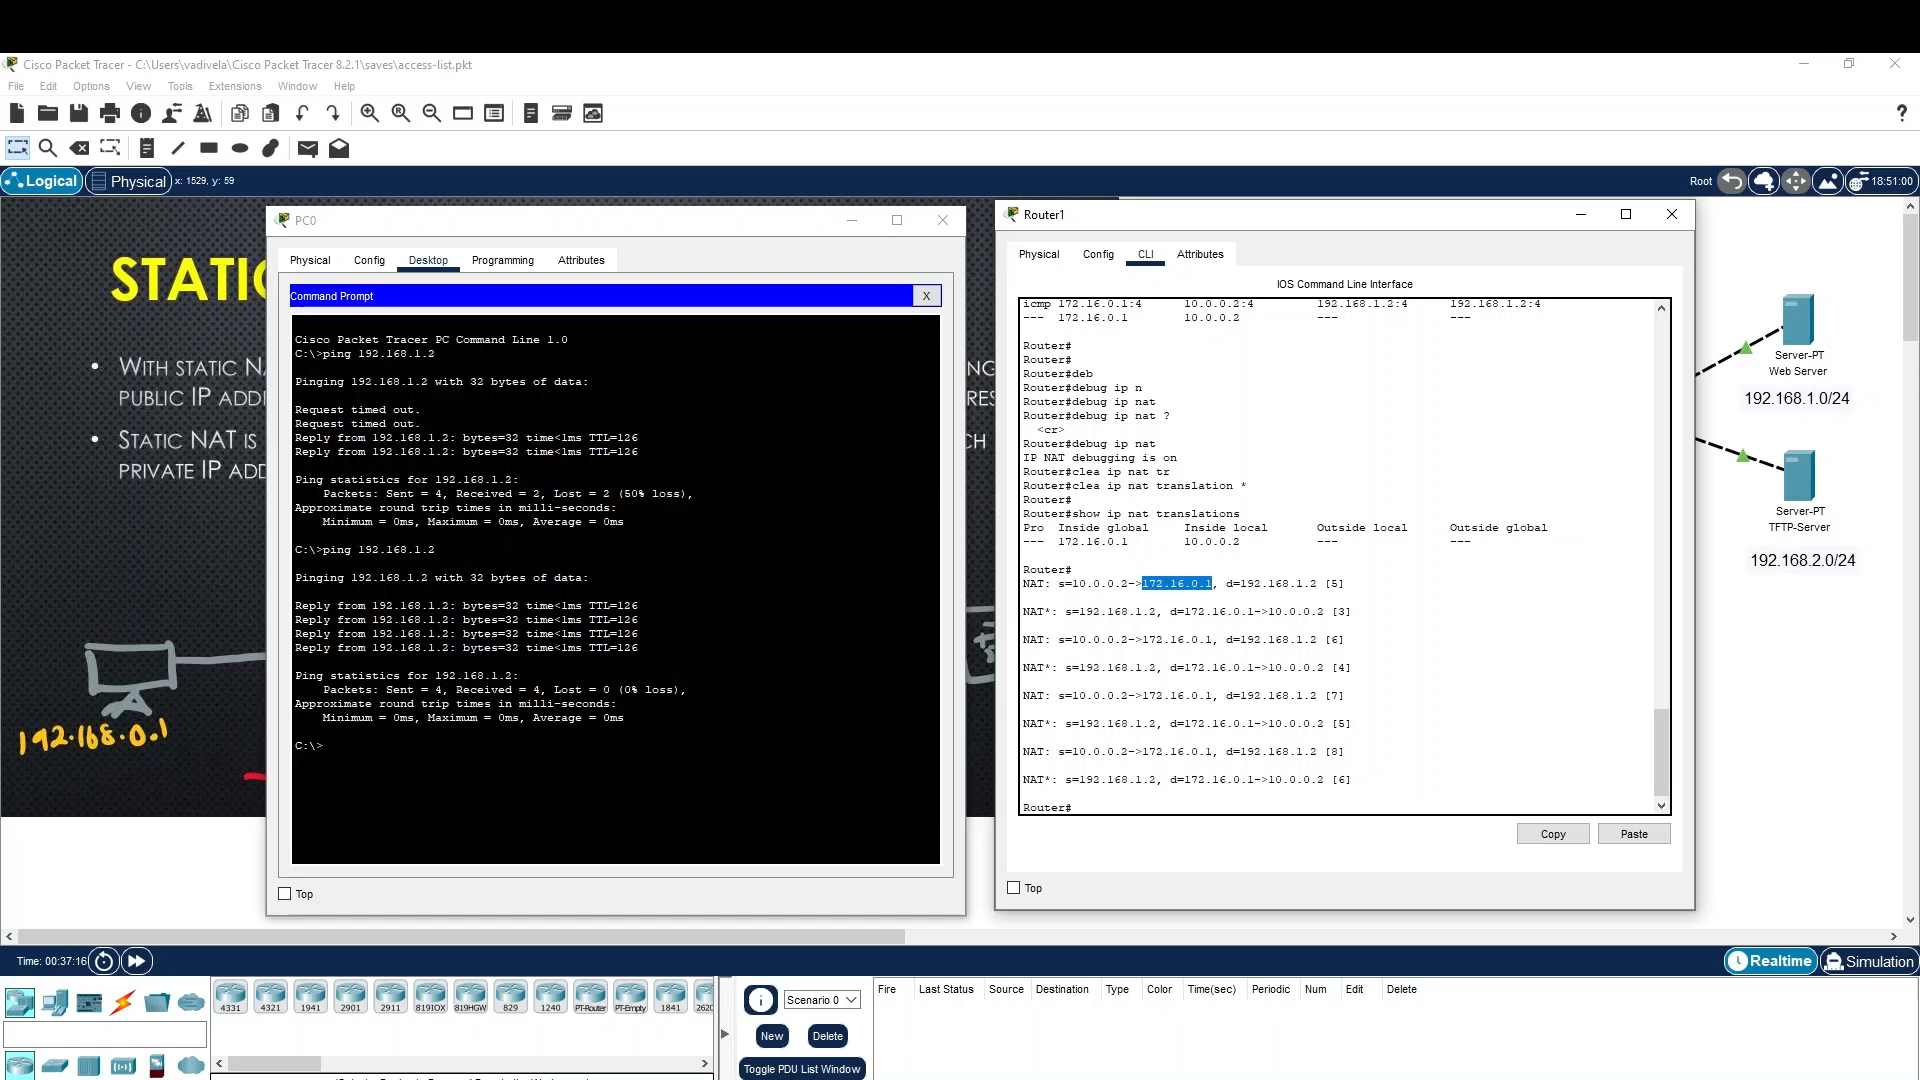 Cisco Packet Tracer - C:\Users\vadivela\Cisco Packet Tracer 8.2.1\saves\access-list.pkt
File Edit Options View Tools Extensions Window Help
Logical Physical x: 1529, y: 59
Root 18:51:00
STATIC
• WITH STATIC NA
PUBLIC IP ADD
• STATIC NAT IS
PRIVATE IP ADD
192.168.0.1
PC0
Physical Config Desktop Programming Attributes
Command Prompt X
Cisco Packet Tracer PC Command Line 1.0
C:\>ping 192.168.1.2
Pinging 192.168.1.2 with 32 bytes of data:
Request timed out.
Request timed out.
Reply from 192.168.1.2: bytes=32 time<1ms TTL=126
Reply from 192.168.1.2: bytes=32 time<1ms TTL=126
Ping statistics for 192.168.1.2:
Packets: Sent = 4, Received = 2, Lost = 2 (50% loss),
Approximate round trip times in milli-seconds:
Minimum = 0ms, Maximum = 0ms, Average = 0ms
C:\>ping 192.168.1.2
Pinging 192.168.1.2 with 32 bytes of data:
Reply from 192.168.1.2: bytes=32 time<1ms TTL=126
Reply from 192.168.1.2: bytes=32 time<1ms TTL=126
Reply from 192.168.1.2: bytes=32 time<1ms TTL=126
Reply from 192.168.1.2: bytes=32 time<1ms TTL=126
Ping statistics for 192.168.1.2:
Packets: Sent = 4, Received = 4, Lost = 0 (0% loss),
Approximate round trip times in milli-seconds:
Minimum = 0ms, Maximum = 0ms, Average = 0ms
C:\>
Top
NG
RES
CH
Router1
Physical Config CLI Attributes
IOS Command Line Interface
icmp 172.16.0.1:4 10.0.0.2:4 192.168.1.2:4 192.168.1.2:4
--- 172.16.0.1 10.0.0.2 --- ---
Router#
Router#
Router#deb
Router#debug ip n
Router#debug ip nat
Router#debug ip nat ?
<cr>
Router#debug ip nat
IP NAT debugging is on
Router#clea ip nat tr
Router#clea ip nat translation *
Router#
Router#show ip nat translations
Pro Inside global Inside local Outside local Outside global
--- 172.16.0.1 10.0.0.2 --- ---
Router#
NAT: s=10.0.0.2->172.16.0.1, d=192.168.1.2 [5]
NAT*: s=192.168.1.2, d=172.16.0.1->10.0.0.2 [3]
NAT: s=10.0.0.2->172.16.0.1, d=192.168.1.2 [6]
NAT*: s=192.168.1.2, d=172.16.0.1->10.0.0.2 [4]
NAT: s=10.0.0.2->172.16.0.1, d=192.168.1.2 [7]
NAT*: s=192.168.1.2, d=172.16.0.1->10.0.0.2 [5]
NAT: s=10.0.0.2->172.16.0.1, d=192.168.1.2 [8]
NAT*: s=192.168.1.2, d=172.16.0.1->10.0.0.2 [6]
Router#
Copy Paste
Top
Server-PT
Web Server
192.168.1.0/24
Server-PT
TFTP-Server
192.168.2.0/24
Time: 00:37:16
Realtime Simulation
4331 4321 1941 2901 2911 819IOX 819HGW 829 1240 PT-Router PT-Empty 1841 2620
Scenario 0
New Delete
Toggle PDU List Window
Fire Last Status Source Destination Type Color Time(sec) Periodic Num Edit Delete